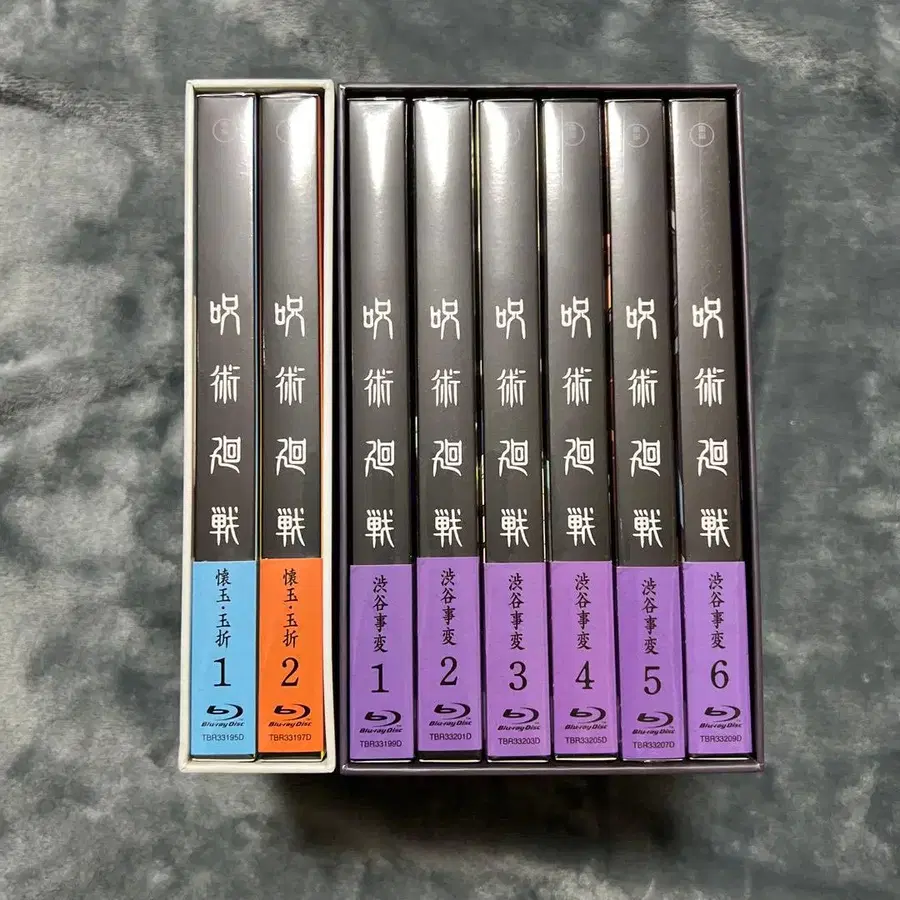 呪術廻戦
懐玉・玉折
1
Blu-ray Disc
TBR33195D
呪術廻戦
懐玉・玉折
2
Blu-ray Disc
TBR33197D
呪術廻戦
渋谷事変
1
Blu-ray Disc
TBR33199D
呪術廻戦
渋谷事変
2
Blu-ray Disc
TBR33201D
呪術廻戦
渋谷事変
3
Blu-ray Disc
TBR33203D
呪術廻戦
渋谷事変
4
Blu-ray Disc
TBR33205D
呪術廻戦
渋谷事変
5
Blu-ray Disc
TBR33207D
呪術廻戦
渋谷事変
6
Blu-ray Disc
TBR33209D